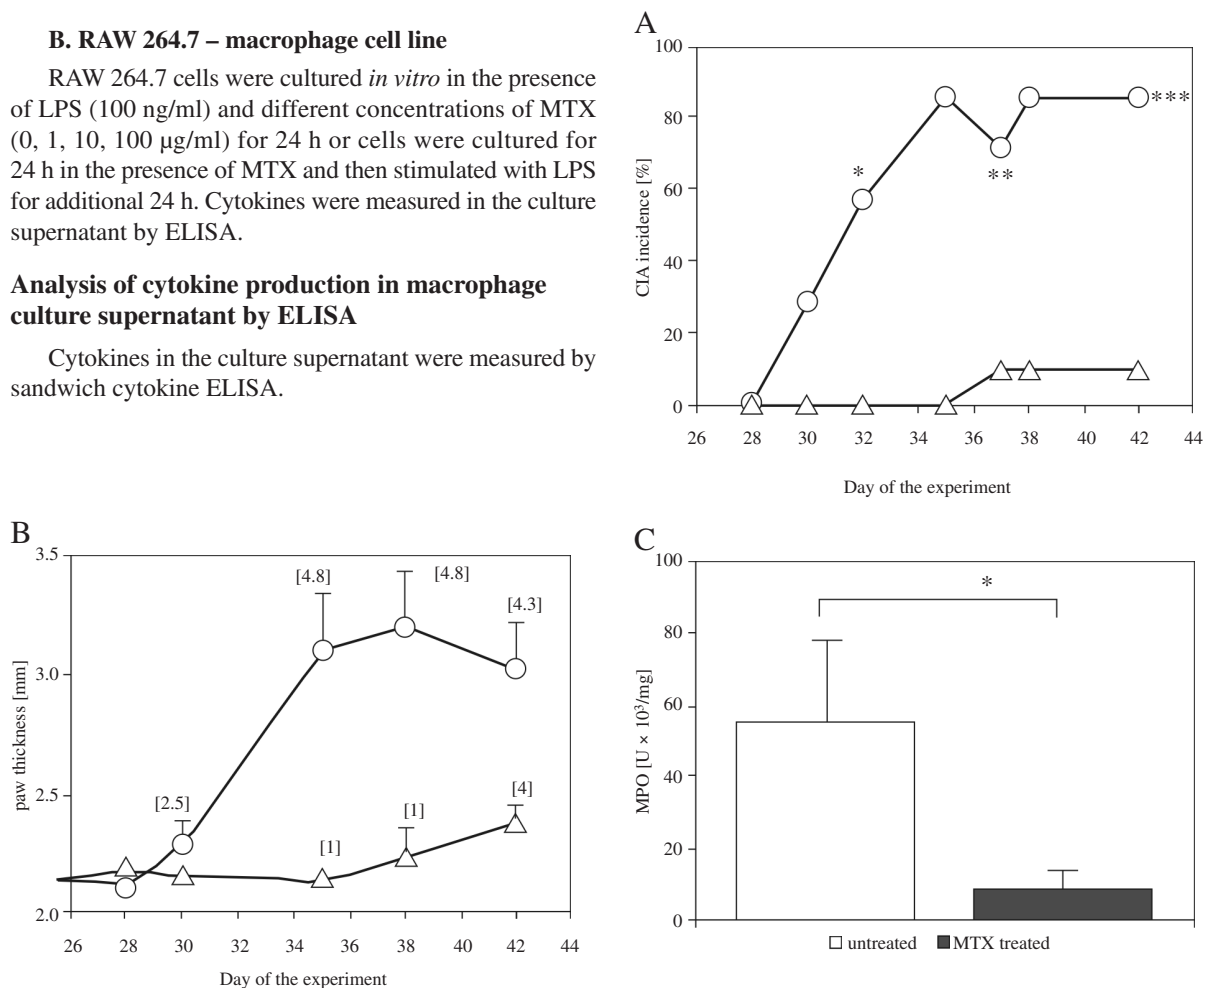 B. RAW 264.7 – macrophage cell line
RAW 264.7 cells were cultured in vitro in the presence
of LPS (100 ng/ml) and different concentrations of MTX
(0, 1, 10, 100 µg/ml) for 24 h or cells were cultured for
24 h in the presence of MTX and then stimulated with LPS
for additional 24 h. Cytokines were measured in the culture
supernatant by ELISA.
Analysis of cytokine production in macrophage
culture supernatant by ELISA
Cytokines in the culture supernatant were measured by
sandwich cytokine ELISA.
A
CIA incidence [%]
100
80
60
40
20
0
*
**
***
26 28 30 32 34 36 38 40 42 44
Day of the experiment
B
paw thickness [mm]
3.5
3.0
2.5
2.0
[4.8] [4.8]
[4.3]
[2.5]
[1] [1] [4]
26 28 30 32 34 36 38 40 42 44
Day of the experiment
C
MPO [U × 10³/mg]
100
80
60
40
20
0
*
untreated MTX treated